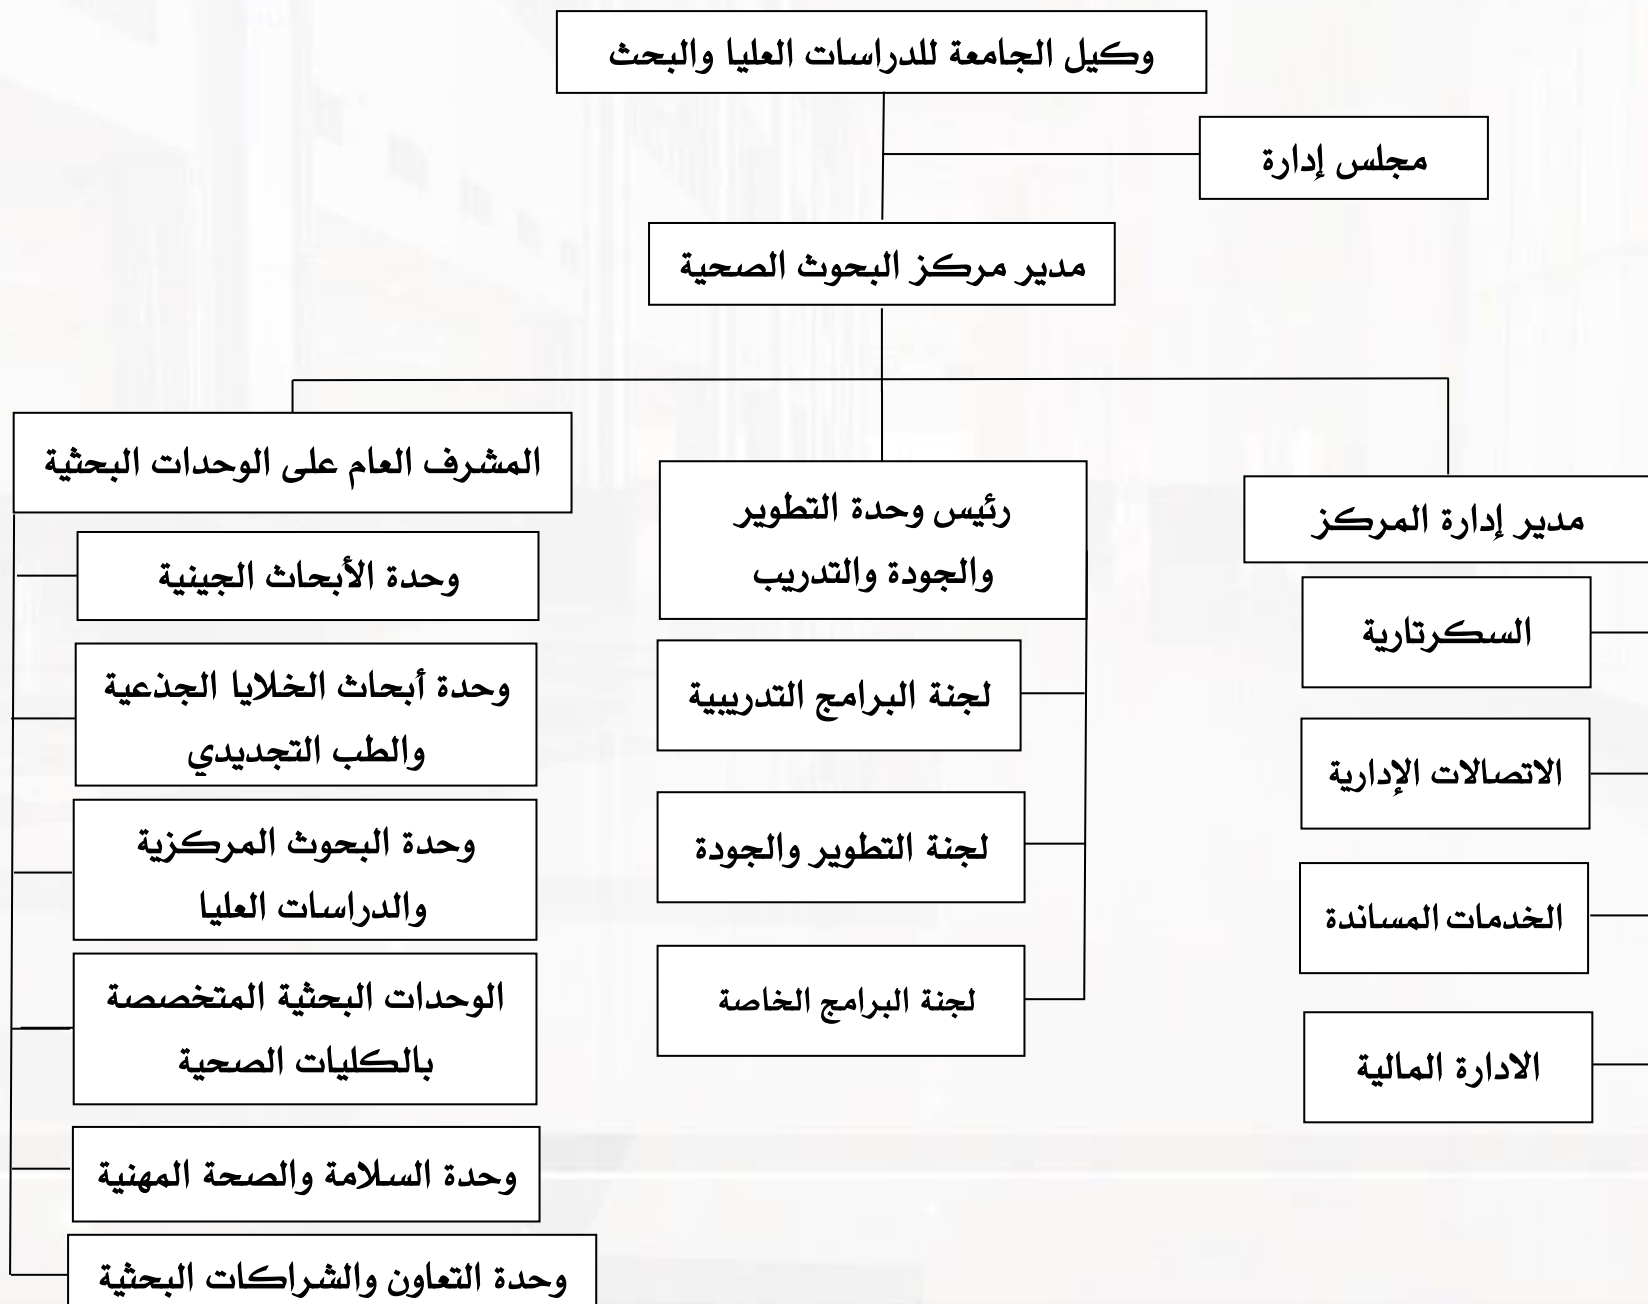 وكيل الجامعة للدراسات العليا والبحث
مجلس إدارة
مدير مركز البحوث الصحية
مدير إدارة المركز
السكرتارية
الاتصالات الإدارية
الخدمات المساندة
الادارة المالية
رئيس وحدة التطوير
والجودة والتدريب
لجنة البرامج التدريبية
لجنة التطوير والجودة
لجنة البرامج الخاصة
المشرف العام على الوحدات البحثية
وحدة الأبحاث الجينية
وحدة أبحاث الخلايا الجذعية
والطب التجديدي
وحدة البحوث المركزية
والدراسات العليا
الوحدات البحثية المتخصصة
بالكليات الصحية
وحدة السلامة والصحة المهنية
وحدة التعاون والشراكات البحثية